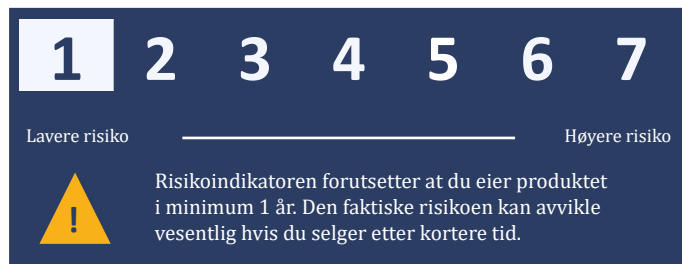 1 2 3 4 5 6 7
Lavere risiko Høyere risiko
!
Risikoindikatoren forutsetter at du eier produktet
i minimum 1 år. Den faktiske risikoen kan avvikle
vesentlig hvis du selger etter kortere tid.